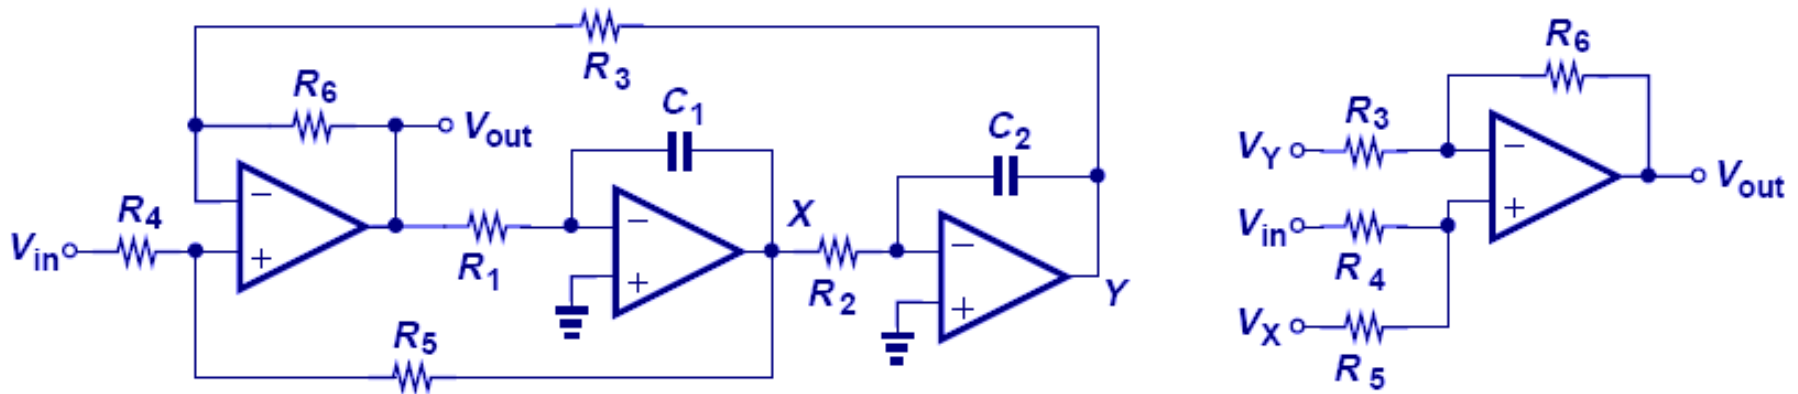 R3
R6
Vout
C1
C2
R4
Vin
−
+
R1
−
+
X
R2
−
+
Y
R5
R6
VY
R3
−
Vin
R4
+
Vout
VX
R5